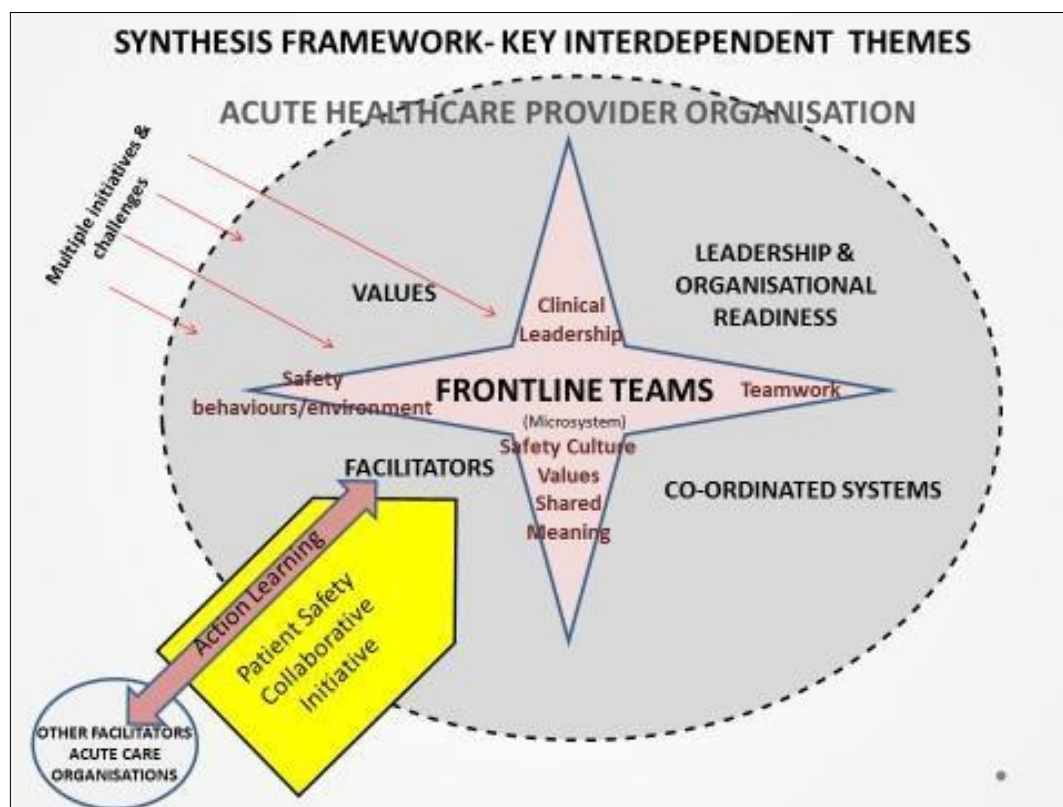 SYNTHESIS FRAMEWORK- KEY INTERDEPENDENT THEMES
ACUTE HEALTHCARE PROVIDER ORGANISATION
Multiple initiatives &
challenges
VALUES
LEADERSHIP &
ORGANISATIONAL
READINESS
Clinical
Leadership
Safety
behaviours/environment
FRONTLINE TEAMS
(Microsystem)
Teamwork
Safety Culture
Values
Shared
Meaning
FACILITATORS
CO-ORDINATED SYSTEMS
Action Learning
Patient Safety
Collaborative
Initiative
OTHER FACILITATORS
ACUTE CARE
ORGANISATIONS